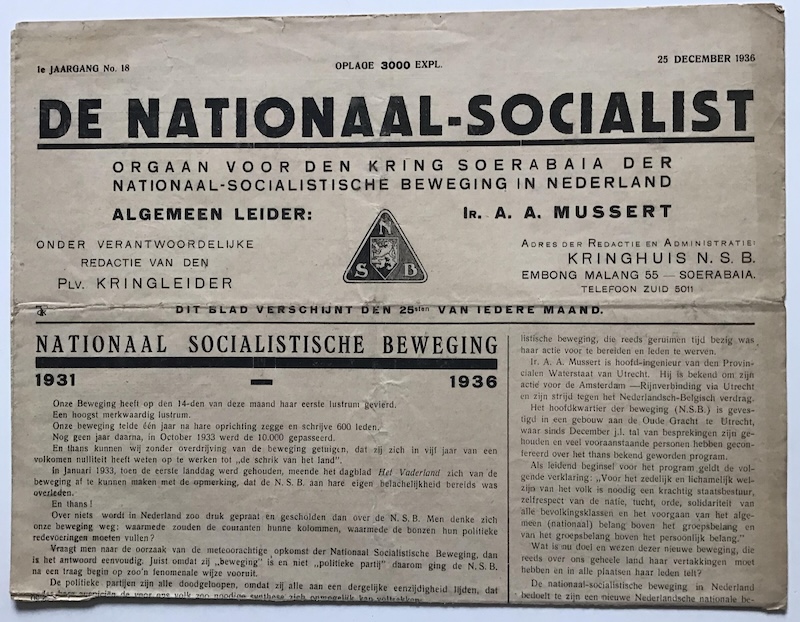 1e JAARGANG No. 18
OPLAGE 3000 EXPL.
25 DECEMBER 1936
DE NATIONAAL-SOCIALIST
ORGAAN VOOR DEN KRING SOERABAIA DER
NATIONAAL-SOCIALISTISCHE BEWEGING IN NEDERLAND
ALGEMEEN LEIDER:
IR. A. A. MUSSERT
ONDER VERANTWOORDELIJKE
REDACTIE VAN DEN
PLV. KRINGLEIDER
N
S B
ADRES DER REDACTIE EN ADMINISTRATIE:
KRINGHUIS N. S. B.
EMBONG MALANG 55 — SOERABAIA.
TELEFOON ZUID 5011
DIT BLAD VERSCHIJNT DEN 25sten VAN IEDERE MAAND.
NATIONAAL SOCIALISTISCHE BEWEGING
1931 — 1936
Onze Beweging heeft op den 14-den van deze maand haar eerste lustrum gevierd.
Een hoogst merkwaardig lustrum.
Onze beweging telde één jaar na hare oprichting zegge en schrijve 600 leden.
Nog geen jaar daarna, in October 1933 werd de 10.000 gepasseerd.
En thans kunnen wij zonder overdrijving van de beweging getuigen, dat zij zich in vijf jaar van een
volkomen nulliteit heeft weten op te werken tot „de schrik van het land".
In Januari 1933, toen de eerste landdag werd gehouden, meende het dagblad Het Vaderland zich van de
beweging af te kunnen maken met de opmerking, dat de N. S. B. aan hare eigen belachelijkheid bereids was
overleden.
En thans!
Over niets wordt in Nederland zoo druk gepraat en gescholden dan over de N. S. B. Men denke zich
onze beweging weg: waarmede zouden de couranten hunne kolommen, waarmede de bonzen hun politieke
redevoeringen moeten vullen?
Vraagt men naar de oorzaak van de meteoorachtige opkomst der Nationaal Socialistische Beweging, dan
is het antwoord eenvoudig. Juist omdat zij „beweging" is en niet „politieke partij" daarom ging de N. S. B.
na een traag begin op zoo'n fenomenale wijze vooruit.
De politieke partijen zijn alle doodgeloopen, omdat zij alle aan een dergelijke eenzijdigheid lijden, dat
listische beweging, die reeds geruimen tijd bezig was
haar actie voor te bereiden en leden te werven.
Ir. A. A. Mussert is hoofd-ingenieur van den Provin-
cialen Waterstaat van Utrecht. Hij is bekend om zijn
actie voor de Amsterdam —Rijnverbinding via Utrecht
en zijn strijd tegen het Nederlandsch-Belgisch verdrag.
Het hoofdkwartier der beweging (N.S.B.) is geves-
tigd in een gebouw aan de Oude Gracht te Utrecht,
waar sinds December j.l. tal van besprekingen zijn ge-
houden en veel vooraanstaande personen hebben gecon-
fereerd over het thans bekend geworden program.
Als leidend beginsel voor het program geldt de vol-
gende verklaring: „Voor het zedelijk en lichamelijk wel-
zijn van het volk is noodig een krachtig staatsbestuur,
zelfrespect van de natie, tucht, orde, solidariteit van
alle bevolkingsklassen en het voorgaan van het alge-
meen (nationaal) belang boven het groepsbelang en
van het groepsbelang boven het persoonlijk belang."
Wat is nu doel en wezen dezer nieuwe beweging, die
reeds over ons geheele land haar vertakkingen moet
hebben en in alle plaatsen haar leden telt?
De nationaal-socialistische beweging in Nederland
bedoelt te zijn een nieuwe Nederlandsche nationale be-